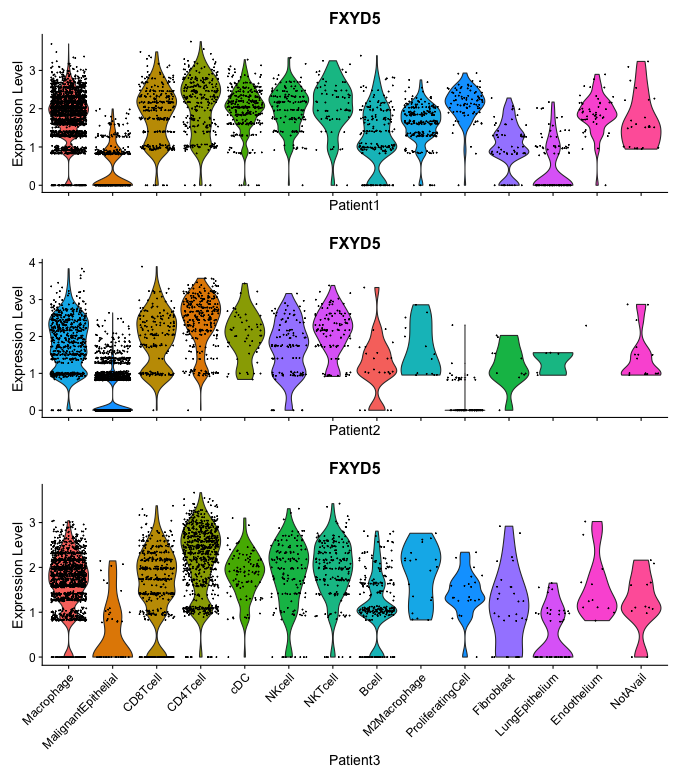 FXYD5
Expression Level
3
2
1
0
Patient1
FXYD5
Expression Level
4
3
2
1
0
Patient2
FXYD5
Expression Level
3
2
1
0
Macrophage
MalignantEpithelial
CD8Tcell
CD4Tcell
cDC
NKcell
NKTcell
Bcell
M2Macrophage
ProliferatingCell
Fibroblast
LungEpithelium
Endothelium
NotAvail
Patient3